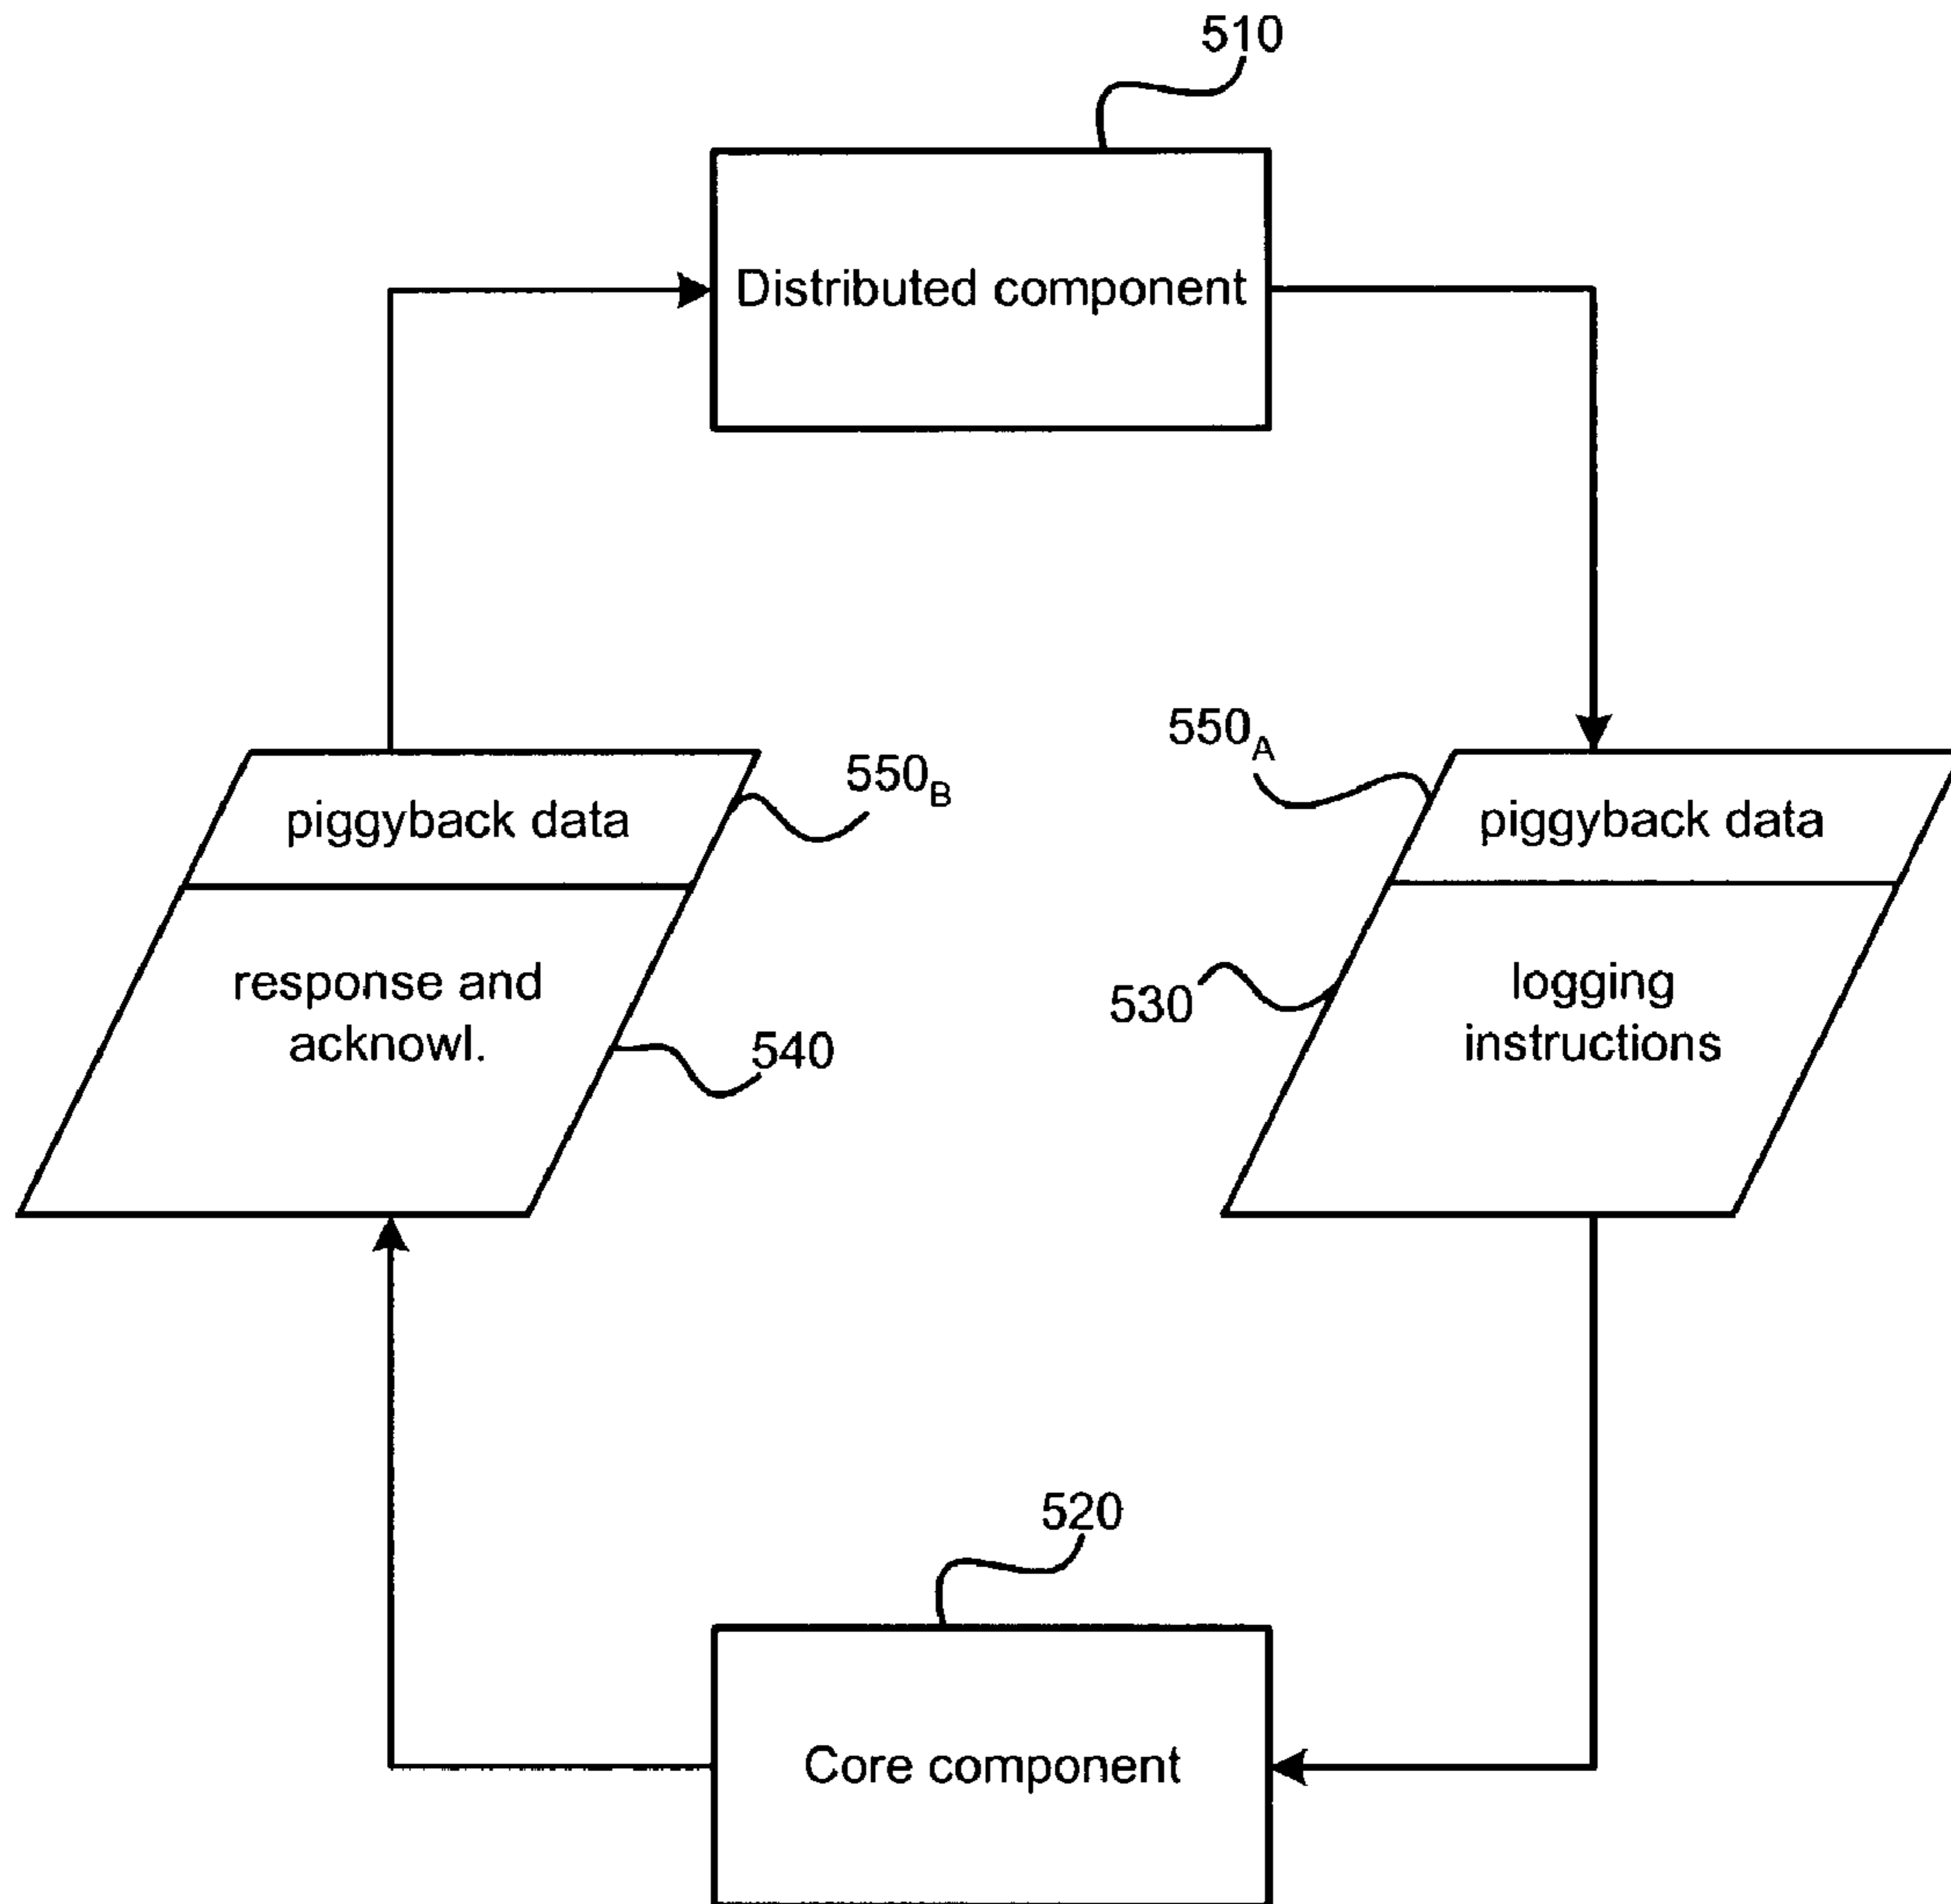 510
Distributed component
550A
550B
piggyback data
piggyback data
response and
acknowl.
logging
instructions
530
540
520
Core component